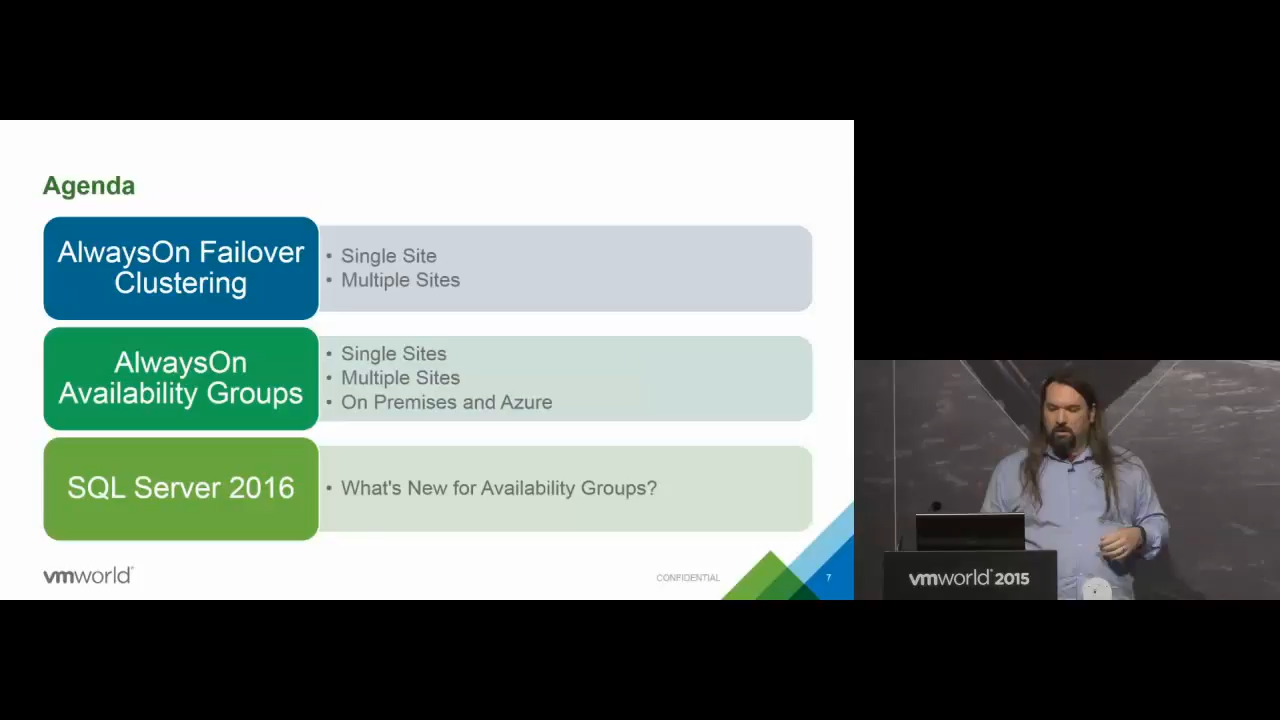 Agenda
AlwaysOn Failover
Clustering
• Single Site
• Multiple Sites
AlwaysOn
Availability Groups
• Single Sites
• Multiple Sites
• On Premises and Azure
SQL Server 2016
• What's New for Availability Groups?
vmworld®
CONFIDENTIAL
7
vmworld® 2015